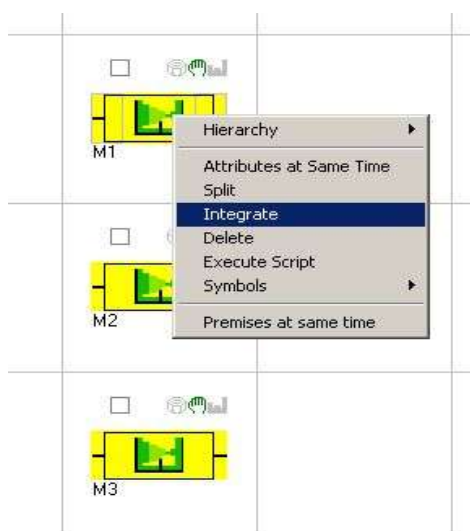 M1
Hierarchy
Attributes at Same Time
Split
Integrate
Delete
Execute Script
Symbols
Premises at same time
M2
M3